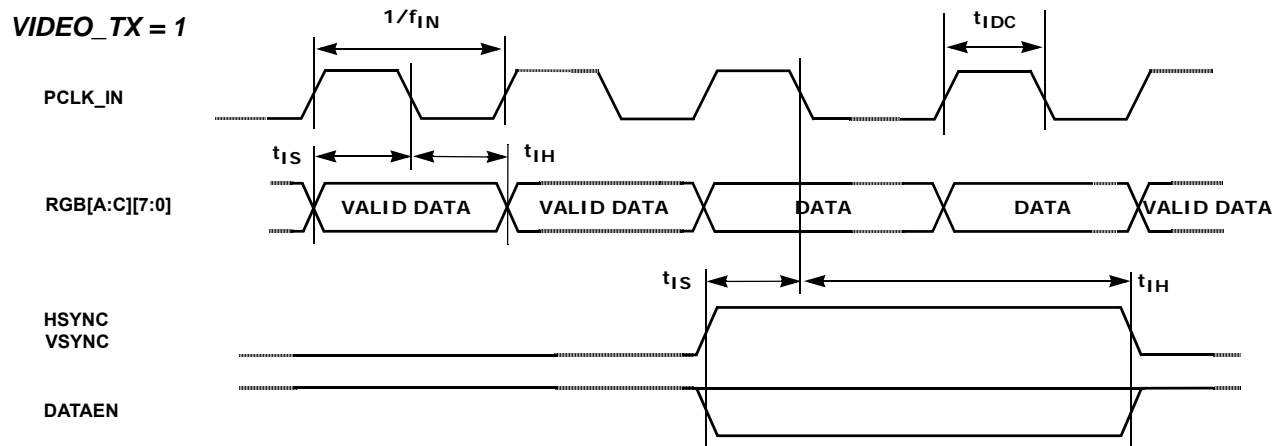 VIDEO_TX = 1
1/fIN
tIDC
PCLK_IN
tIS
tIH
RGB[A:C][7:0]
VALID DATA
VALID DATA
DATA
DATA
VALID DATA
tIS
tIH
HSYNC
VSYNC
DATAEN